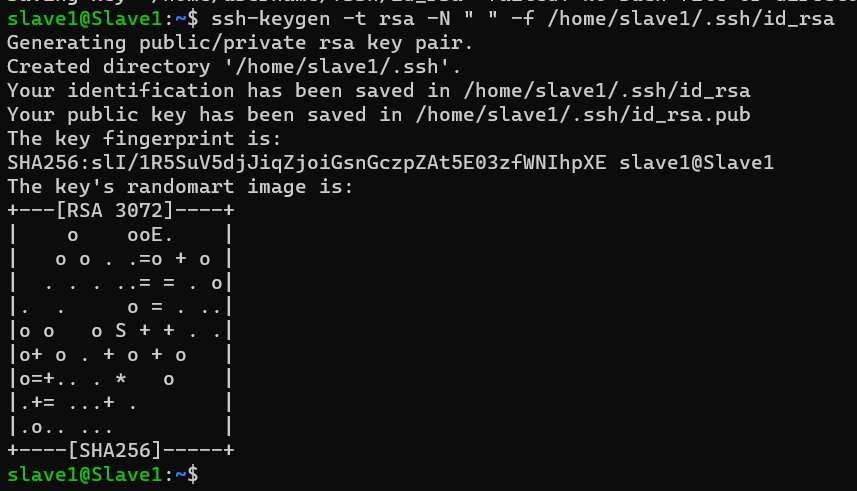 slave1@Slave1:~$ ssh-keygen -t rsa -N " " -f /home/slave1/.ssh/id_rsa
Generating public/private rsa key pair.
Created directory '/home/slave1/.ssh'.
Your identification has been saved in /home/slave1/.ssh/id_rsa
Your public key has been saved in /home/slave1/.ssh/id_rsa.pub
The key fingerprint is:
SHA256:slI/1R5SuV5djJiqZjoiGsnGczpZAt5E03zfWNIhpXE slave1@Slave1
The key's randomart image is:
+---[RSA 3072]----+
|    o    ooE.    |
|   o o . .=o + o |
|  . . . ..= = . o|
|.  .     o = . ..|
|o o   o S + + . .|
|o+ o . + o + o   |
|o=+.. . *   o    |
|.+= ...+ .       |
|.o.. ...         |
+----[SHA256]-----+
slave1@Slave1:~$